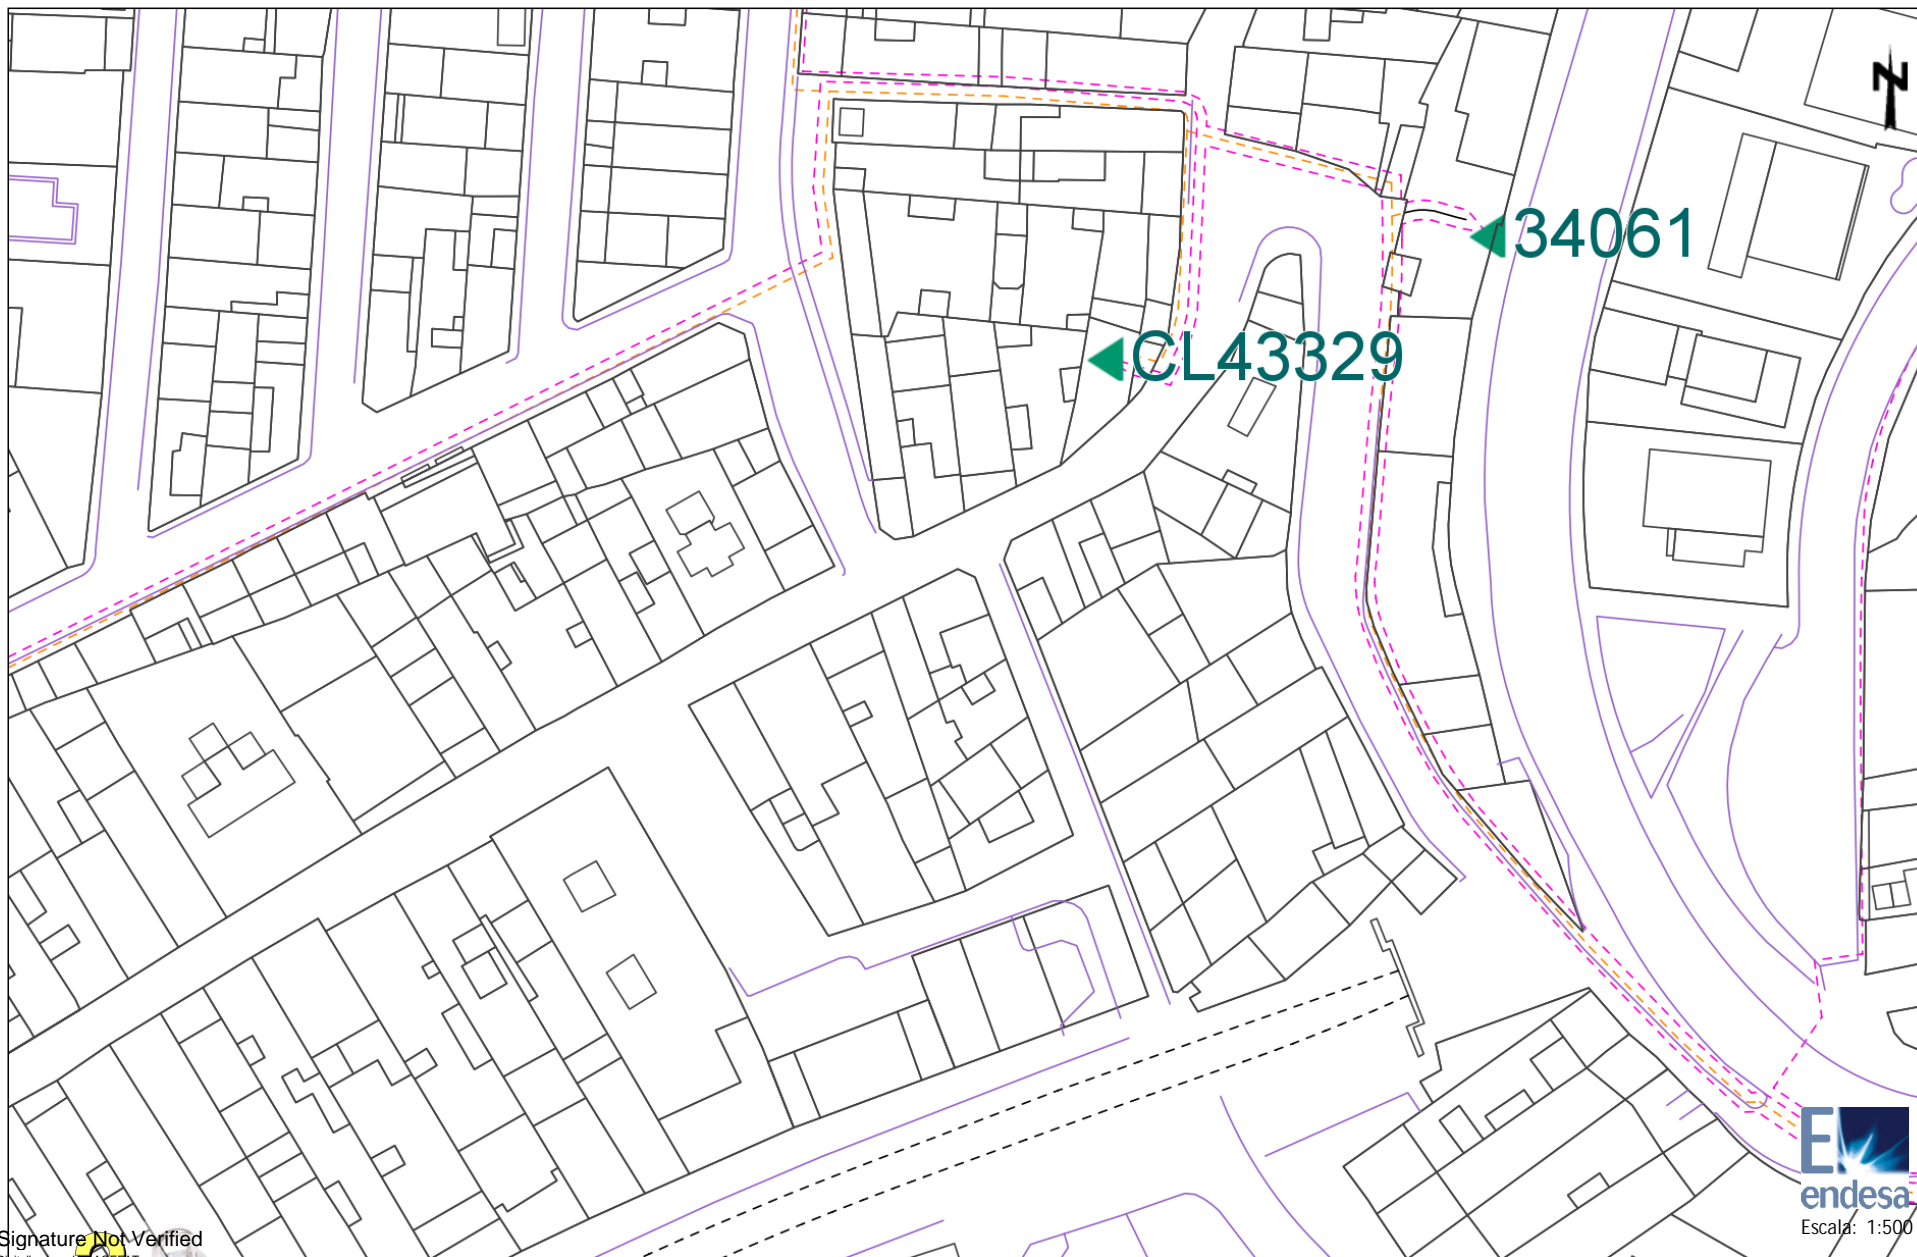 N
34061
CL43329
endesa
Escala: 1:500
Signature Not Verified